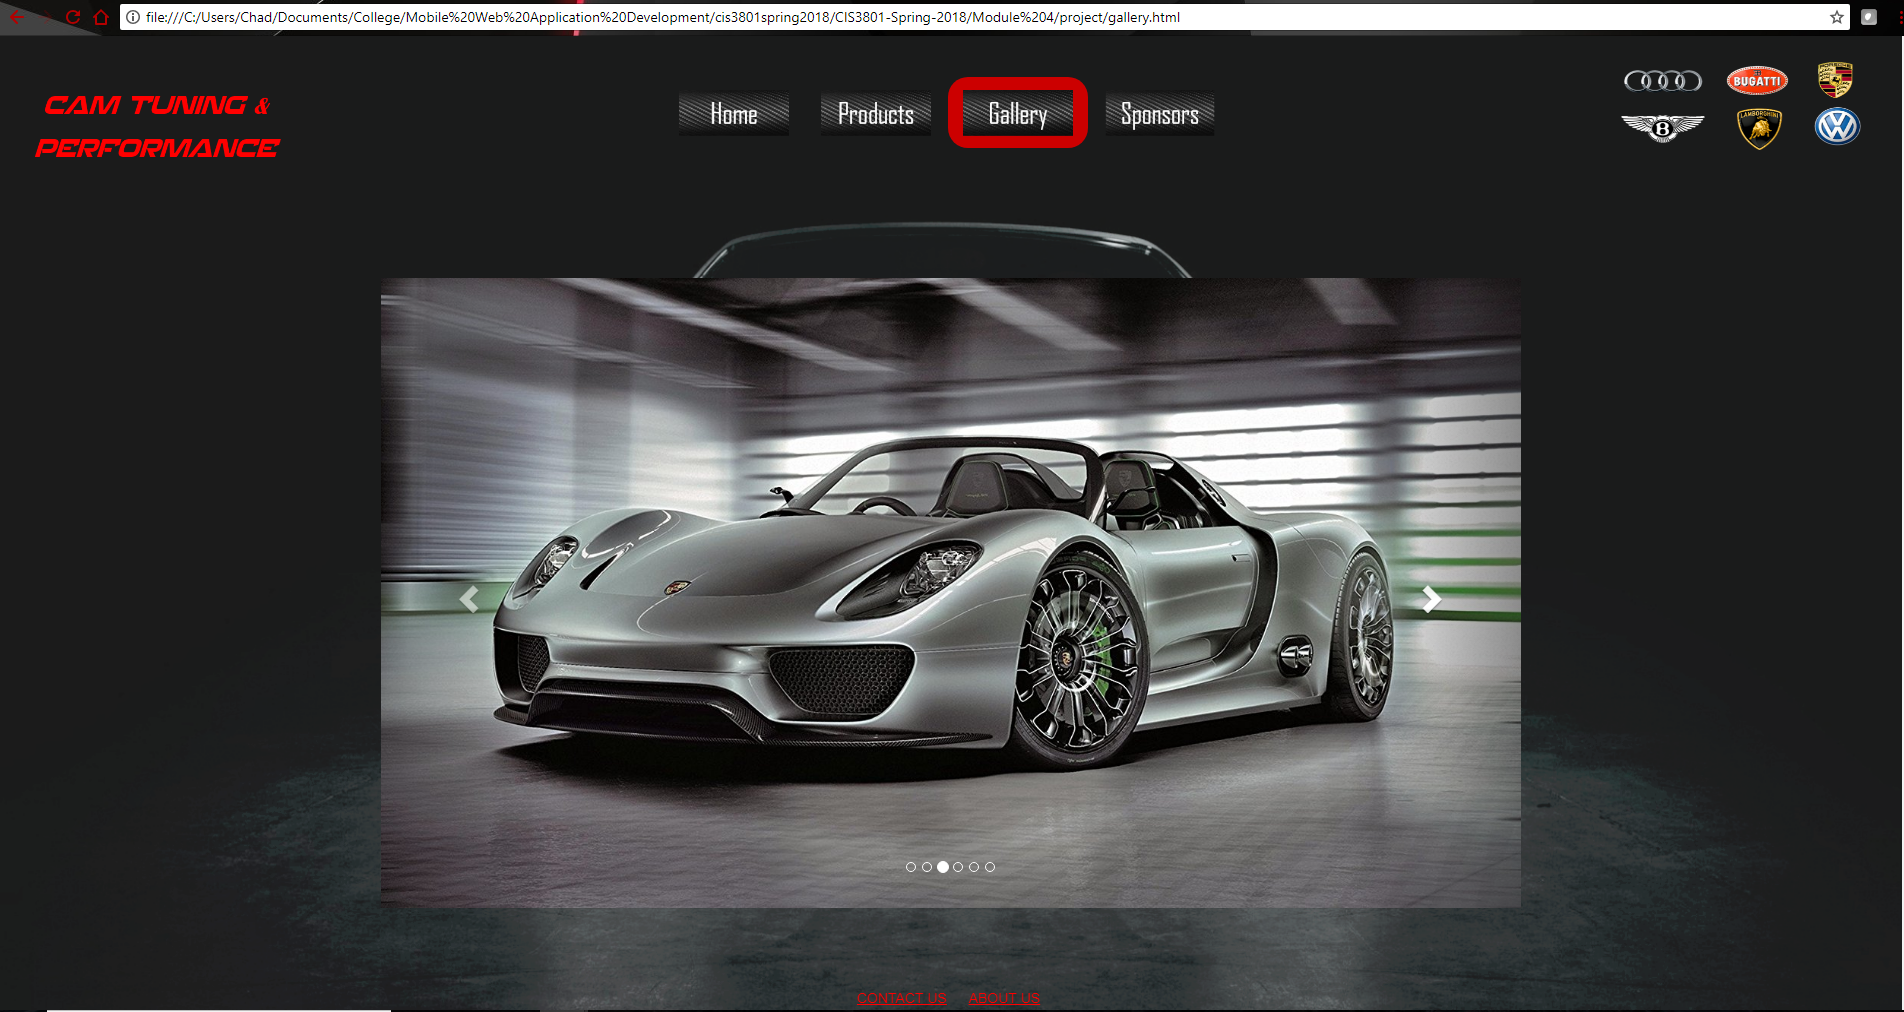 file:///C:/Users/Chad/Documents/College/Mobile%20Web%20Application%20Development/cis3801spring2018/CIS3801-Spring-2018/Module%204/project/gallery.html
CAM TUNING &
PERFORMANCE
Home
Products
Gallery
Sponsors
BUGATTI
B
LAMBORGHINI
CONTACT US
ABOUT US